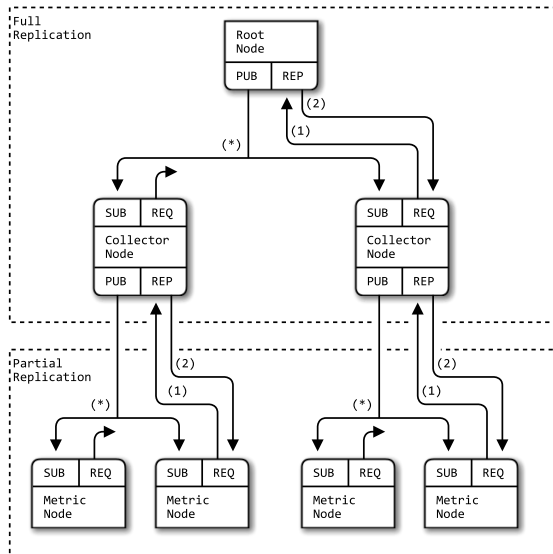 Full
Replication
Root
Node
PUB REP
(2)
(1)
(*)
SUB REQ SUB REQ
Collector Collector
Node Node
PUB REP PUB REP
Partial
Replication
(2) (2)
(1) (1)
(*) (*)
SUB REQ SUB REQ SUB REQ SUB REQ
Metric Metric Metric Metric
Node Node Node Node